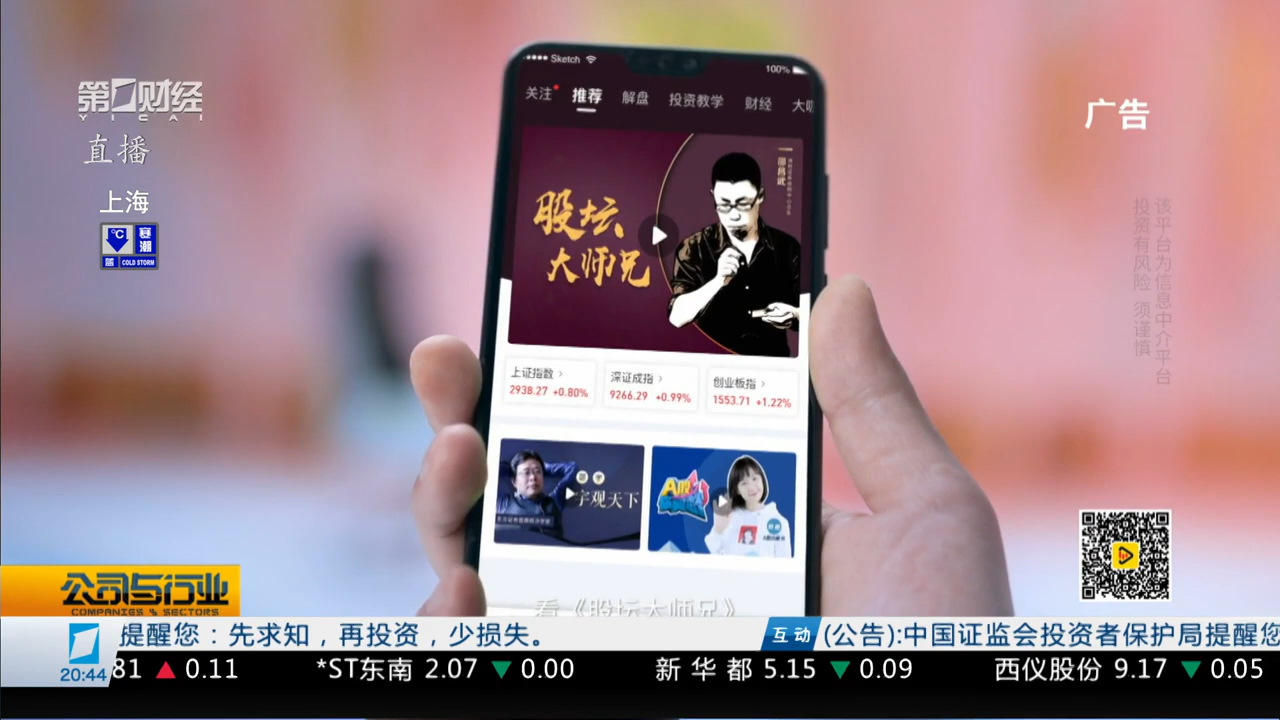 第一财经
YICAI
直播
上海
℃
寒潮
蓝
COLD STORM
广告
该平台为信息中介平台
投资有风险 须谨慎
Sketch
100%
关注
推荐
解盘
投资教学
财经
大咖
股坛
大师兄
上证指数 >
2938.27 +0.80%
深证成指 >
9266.29 +0.99%
创业板指 >
1553.71 +1.22%
宇观天下
看《股坛大师兄》
公司与行业
COMPANIES & SECTORS
提醒您：先求知，再投资，少损失。
互动
(公告):中国证监会投资者保护局提醒您
20:44
81 ▲ 0.11 *ST东南 2.07 ▼ 0.00 新华都 5.15 ▼ 0.09 西仪股份 9.17 ▼ 0.05